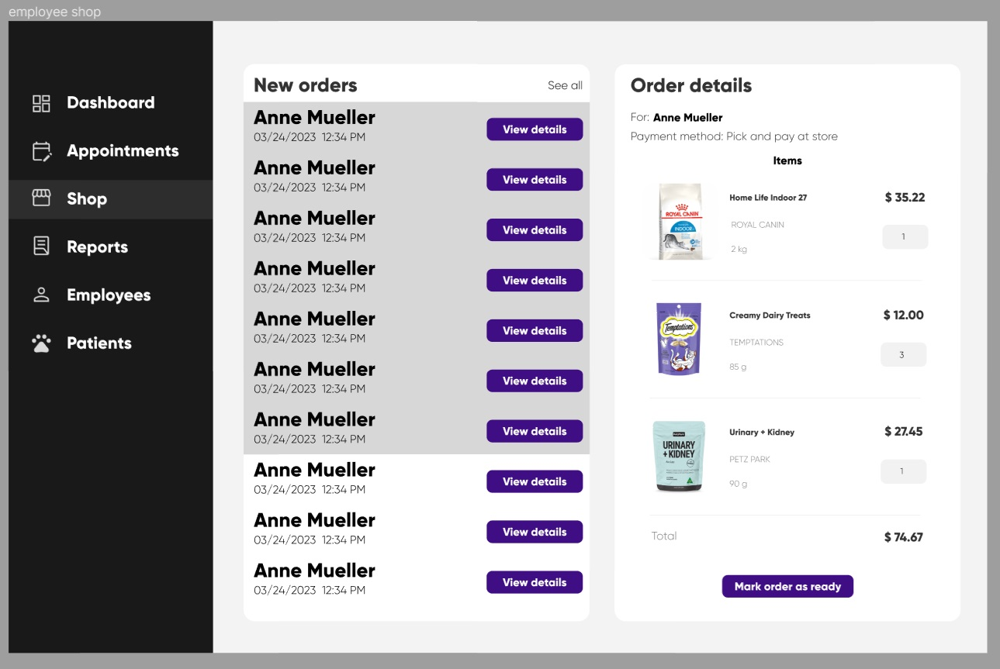 employee shop
Dashboard
Appointments
Shop
Reports
Employees
Patients
New orders
See all
Anne Mueller
03/24/2023 12:34 PM
View details
Anne Mueller
03/24/2023 12:34 PM
View details
Anne Mueller
03/24/2023 12:34 PM
View details
Anne Mueller
03/24/2023 12:34 PM
View details
Anne Mueller
03/24/2023 12:34 PM
View details
Anne Mueller
03/24/2023 12:34 PM
View details
Anne Mueller
03/24/2023 12:34 PM
View details
Anne Mueller
03/24/2023 12:34 PM
View details
Anne Mueller
03/24/2023 12:34 PM
View details
Anne Mueller
03/24/2023 12:34 PM
View details
Order details
For: Anne Mueller
Payment method: Pick and pay at store
Items
ROYAL CANIN
INDOOR
Home Life Indoor 27
$ 35.22
ROYAL CANIN
1
2 kg
Temptations
Creamy Dairy Treats
$ 12.00
TEMPTATIONS
3
85 g
URINARY
+ KIDNEY
Urinary + Kidney
$ 27.45
PETZ PARK
1
90 g
Total
$ 74.67
Mark order as ready